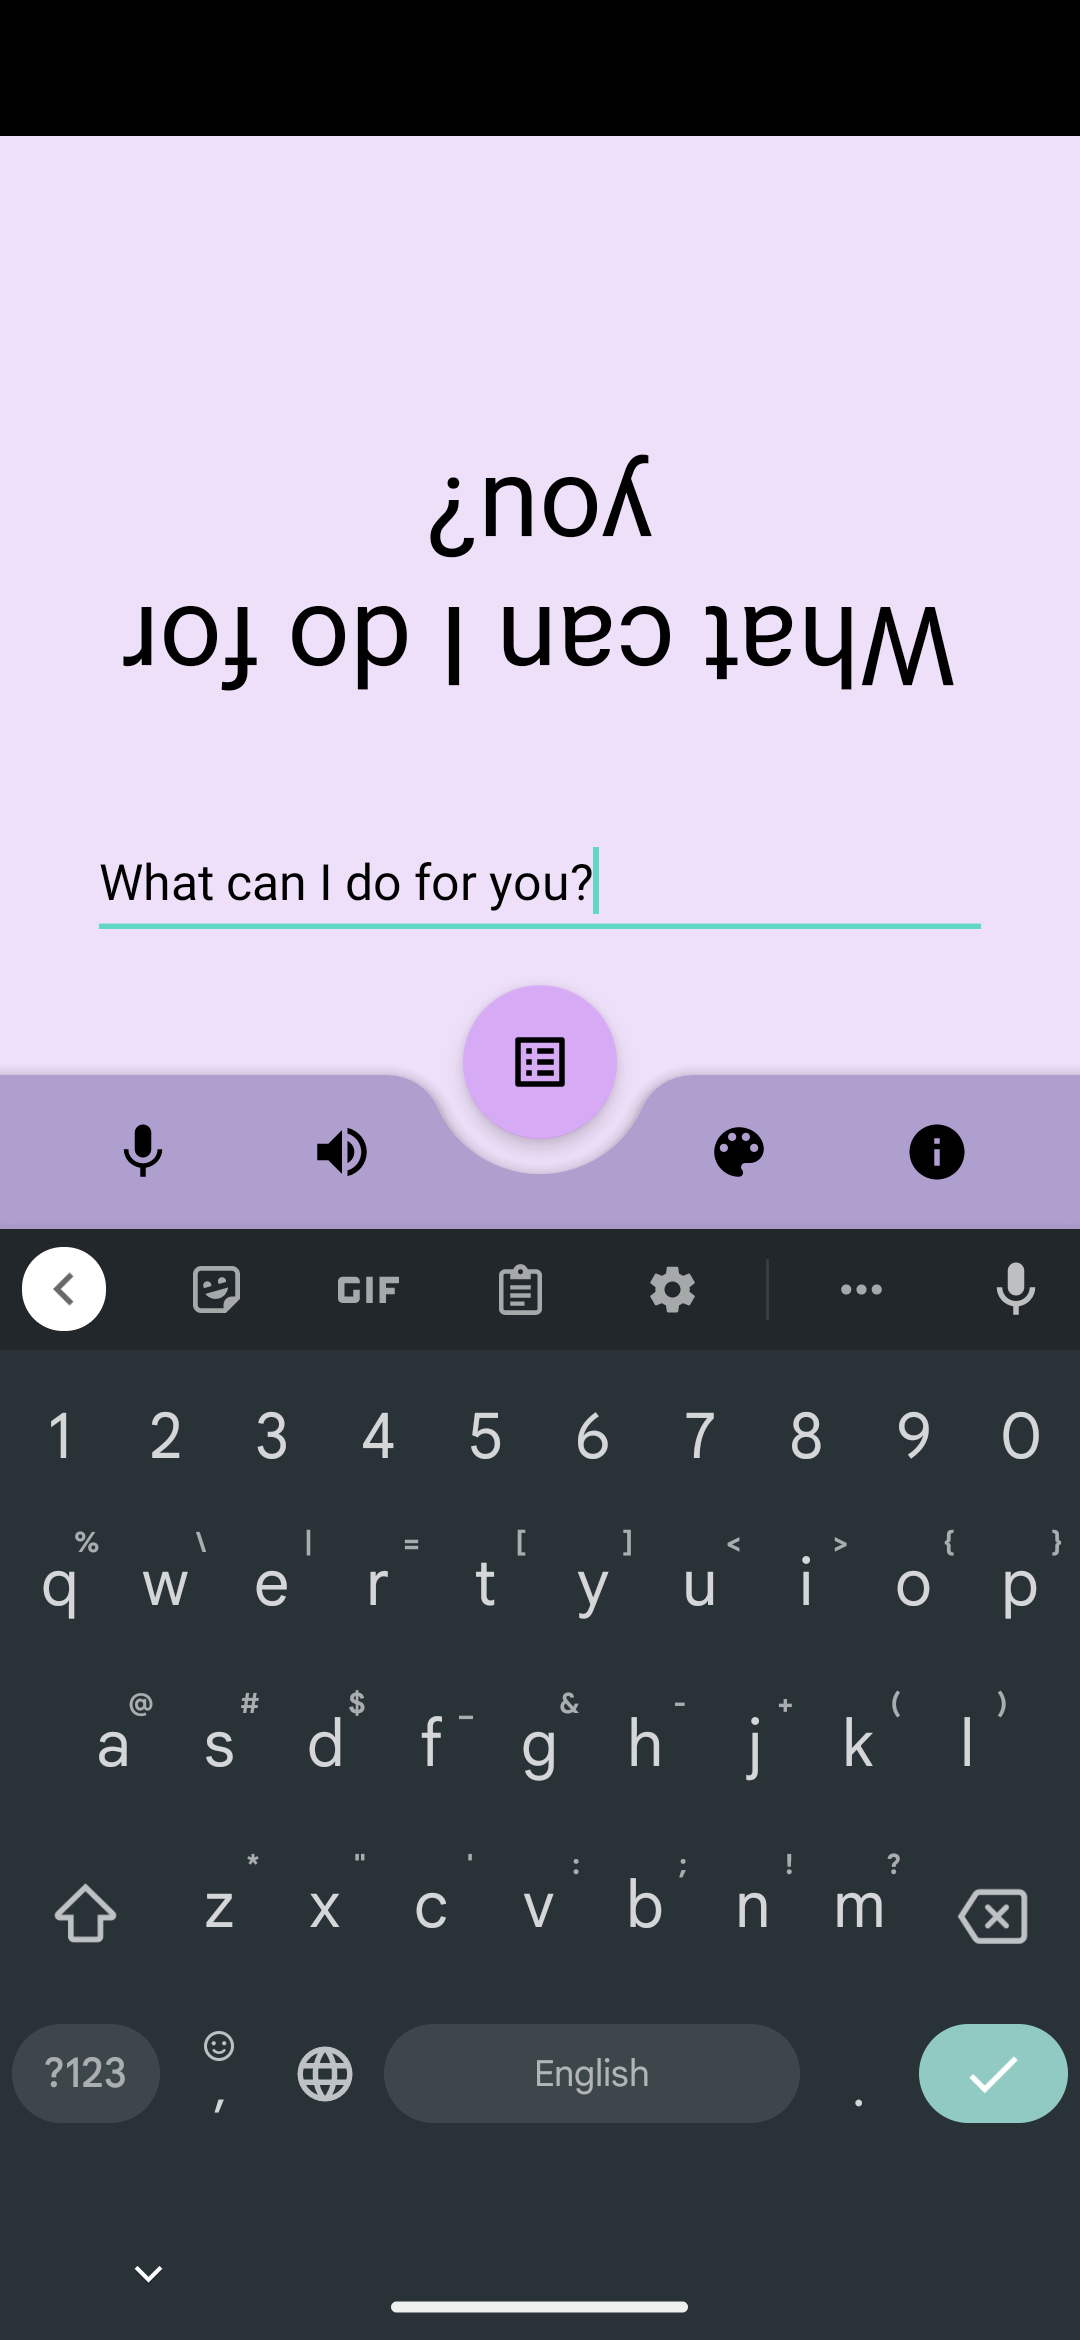 What can I do for
you?
What can I do for you?
GIF
1 2 3 4 5 6 7 8 9 0
% \ | = [ ] < > { }
q w e r t y u i o p
@ # $ _ & - + ( )
a s d f g h j k l
* " ' : ; ! ?
z x c v b n m
?123 , English .